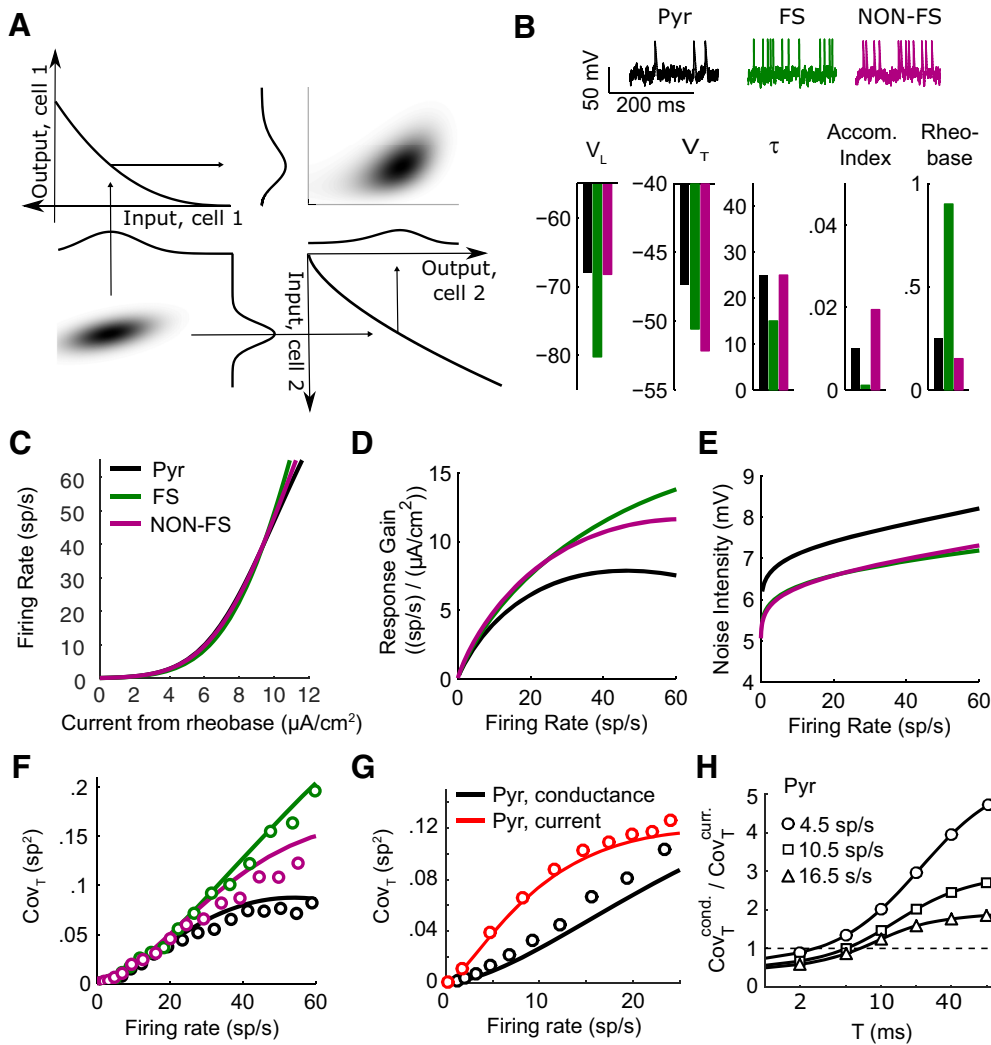 A
Output, cell 1
Input, cell 1
Output, cell 2
Input, cell 2
B
Pyr
FS
NON-FS
50 mV
200 ms
V_L
−60
−70
−80
V_T
−40
−45
−50
−55
τ
40
30
20
10
0
Accom. Index
.04
.02
0
Rheo-
base
1
.5
0
C
Pyr
FS
NON-FS
Firing Rate (sp/s)
60
50
40
30
20
10
0
0 2 4 6 8 10 12
Current from rheobase (µA/cm²)
D
Response Gain
((sp/s) / (µA/cm²))
15
10
5
0
0 20 40 60
Firing Rate (sp/s)
E
Noise Intensity (mV)
9
8
7
6
5
4
0 20 40 60
Firing Rate (sp/s)
F
Cov_T (sp²)
.2
.15
.1
.05
0
0 20 40 60
Firing rate (sp/s)
G
Pyr, conductance
Pyr, current
Cov_T (sp²)
0.12
.08
.04
0
0 10 20
Firing rate (sp/s)
H
Pyr
4.5 sp/s
10.5 sp/s
16.5 s/s
Cov_T^cond. / Cov_T^curr.
5
4
3
2
1
0
2 10 40
T (ms)